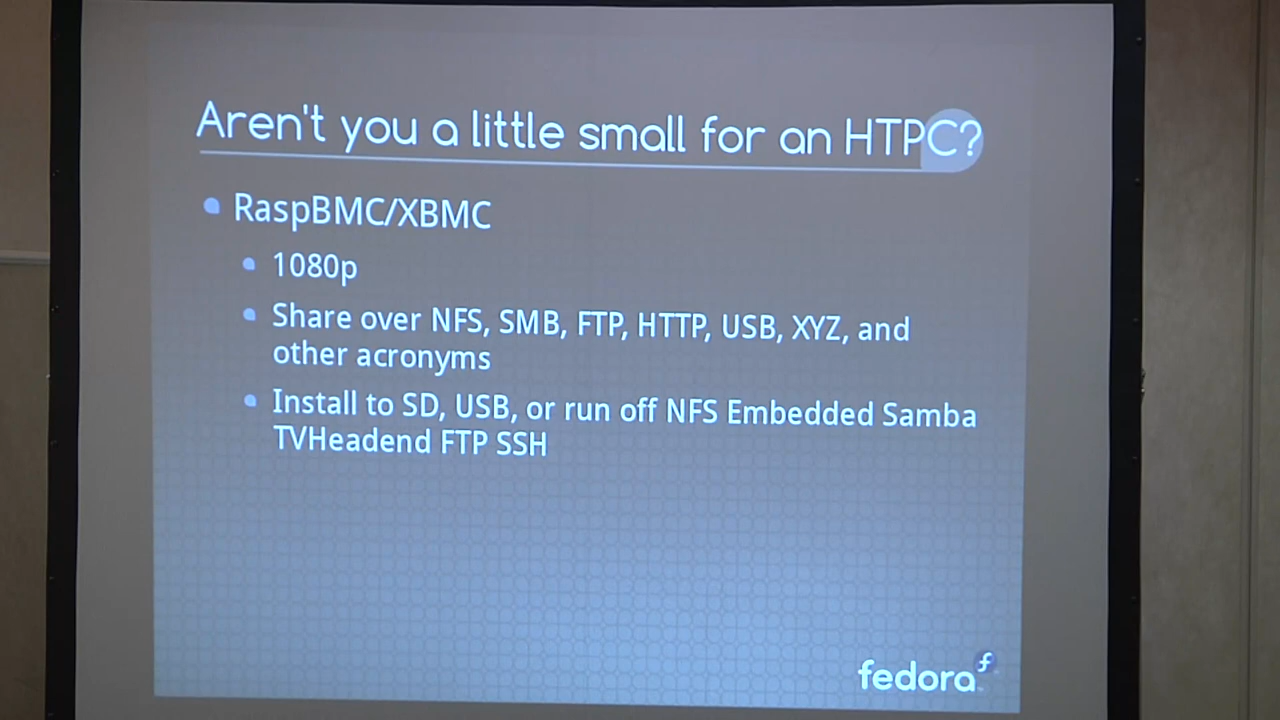 Aren't you a little small for an HTPC?
RaspBMC/XBMC
1080p
Share over NFS, SMB, FTP, HTTP, USB, XYZ, and
other acronyms
Install to SD, USB, or run off NFS Embedded Samba
TVHeadend FTP SSH
fedora